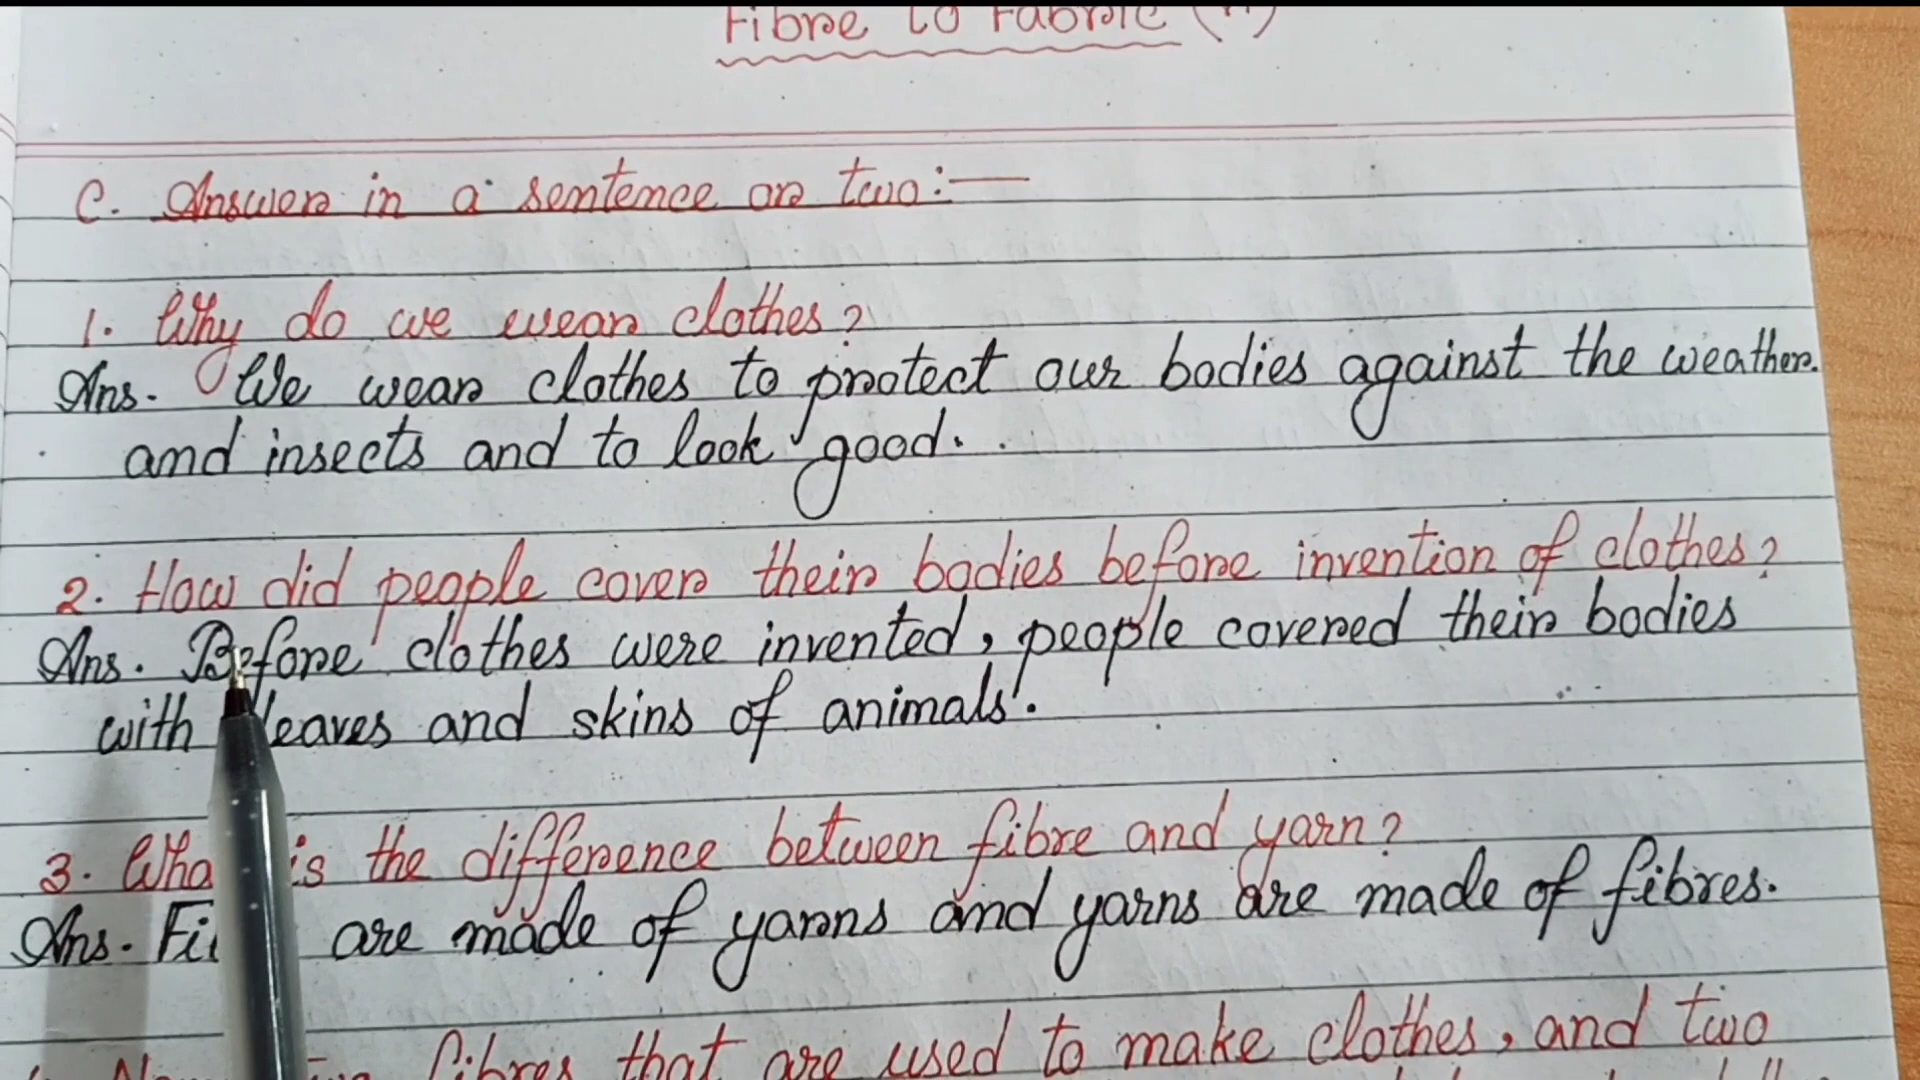 Fibre to Fabric
C. Answer in a sentence or two:—
1. Why do we wear clothes?
Ans. We wear clothes to protect our bodies against the weather.
and insects and to look good.
2. How did people cover their bodies before invention of clothes?
Ans. Before clothes were invented, people covered their bodies
with leaves and skins of animals.
3. is the difference between fibre and yarn?
Ans. are made of yarns and yarns are made of fibres.
fibres that are used to make clothes, and two